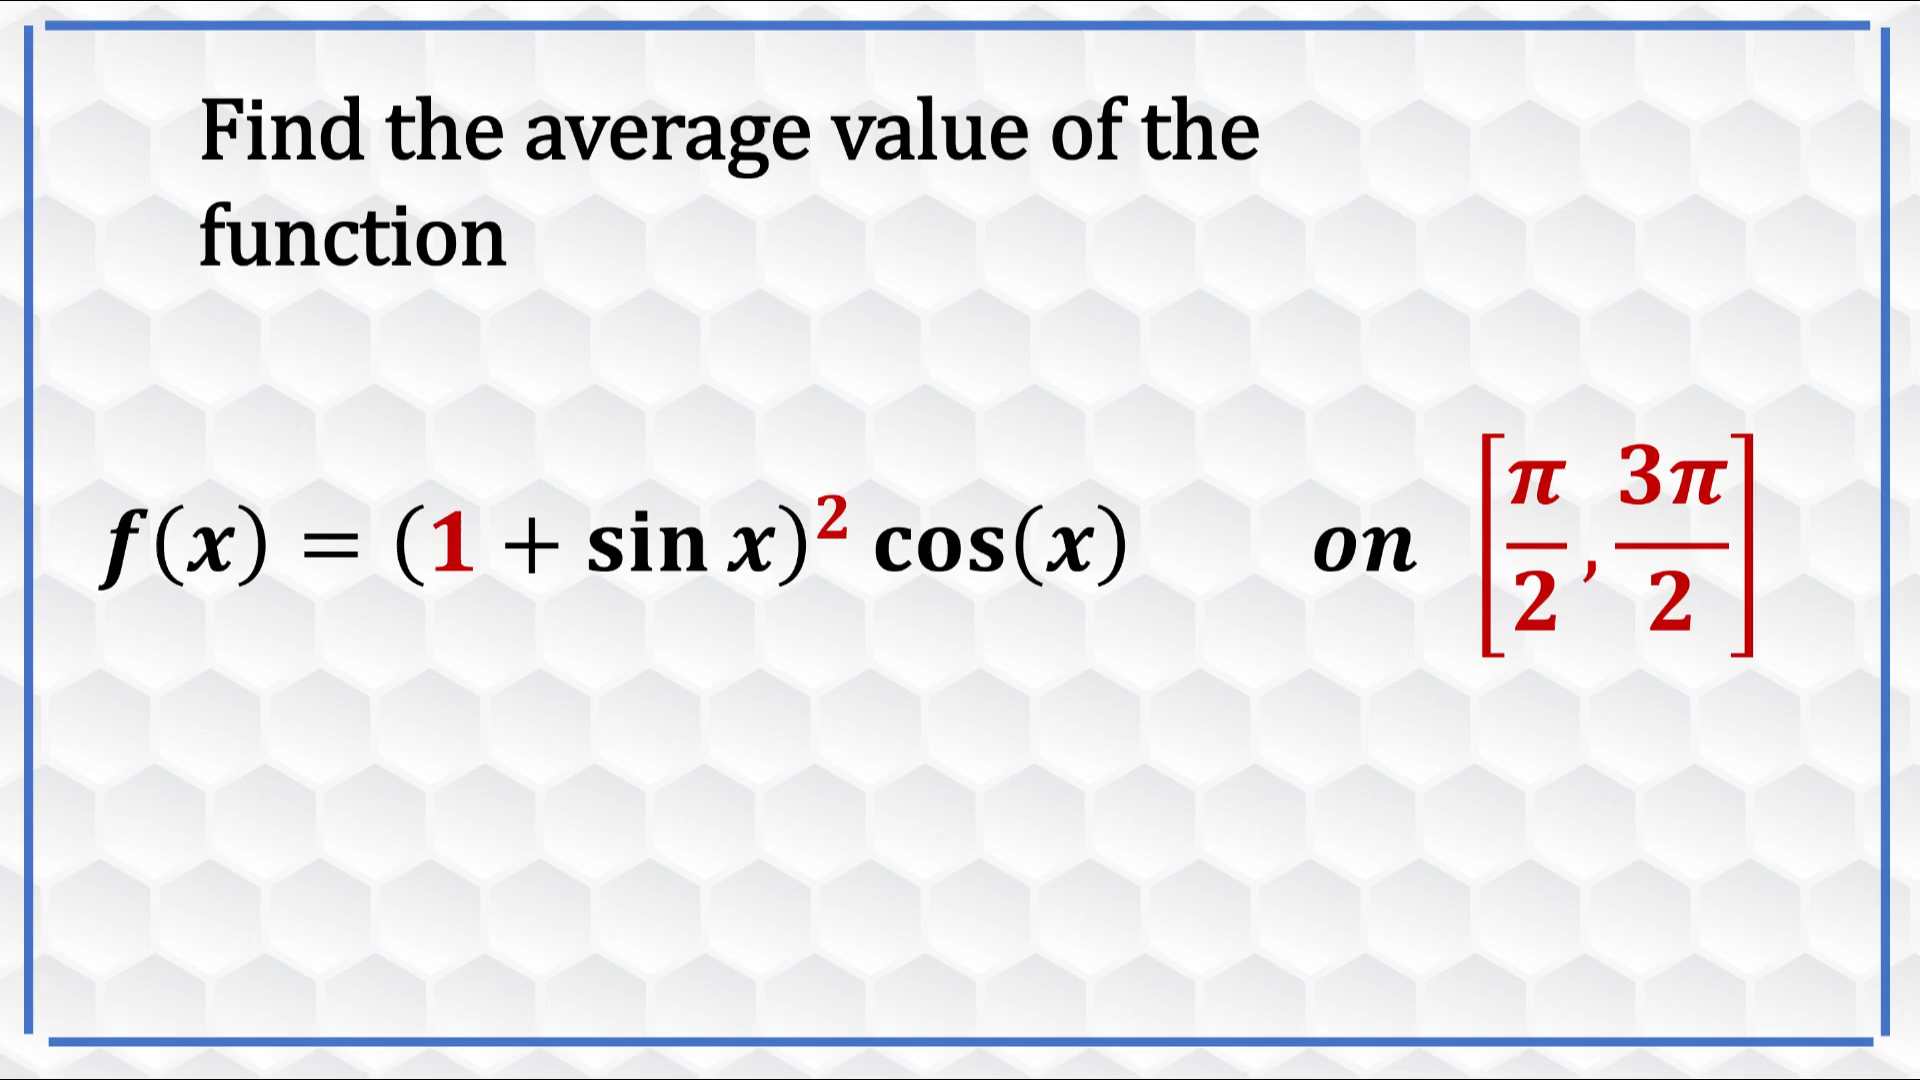 Find the average value of the
function
f(x) = (1 + sin x)² cos(x) on [π/2, 3π/2]